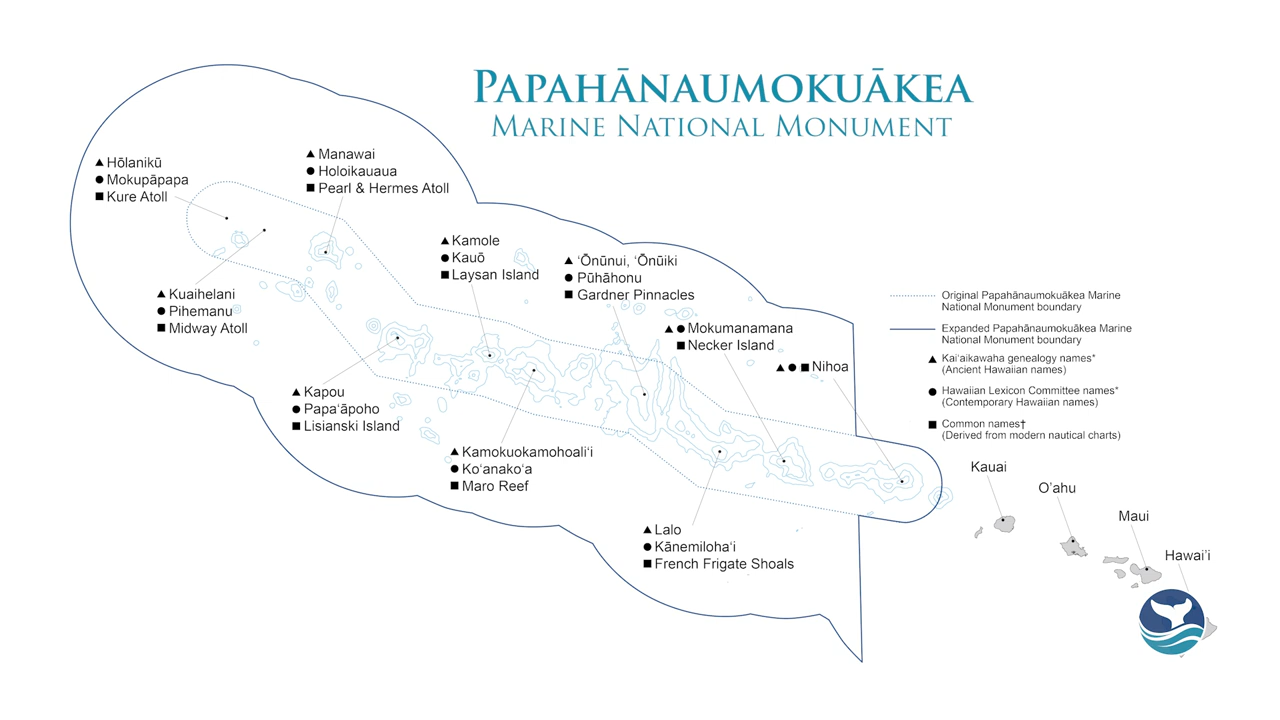 PAPAHĀNAUMOKUĀKEA
MARINE NATIONAL MONUMENT
Hōlanikū
Mokupāpapa
Kure Atoll
Manawai
Holoikauaua
Pearl & Hermes Atoll
Kuaihelani
Pihemanu
Midway Atoll
Kamole
Kauō
Laysan Island
ʻŌnūnui, ʻŌnūiki
Pūhāhonu
Gardner Pinnacles
Mokumanamana
Necker Island
Nihoa
Kapou
Papaʻāpoho
Lisianski Island
Kamokuokamohoaliʻi
Koʻanakoʻa
Maro Reef
Lalo
Kānemilohaʻi
French Frigate Shoals
Original Papahānaumokuākea Marine
National Monument boundary
Expanded Papahānaumokuākea Marine
National Monument boundary
Kaiʻaikawaha genealogy names*
(Ancient Hawaiian names)
Hawaiian Lexicon Committee names*
(Contemporary Hawaiian names)
Common names†
(Derived from modern nautical charts)
Kauai
O’ahu
Maui
Hawai’i